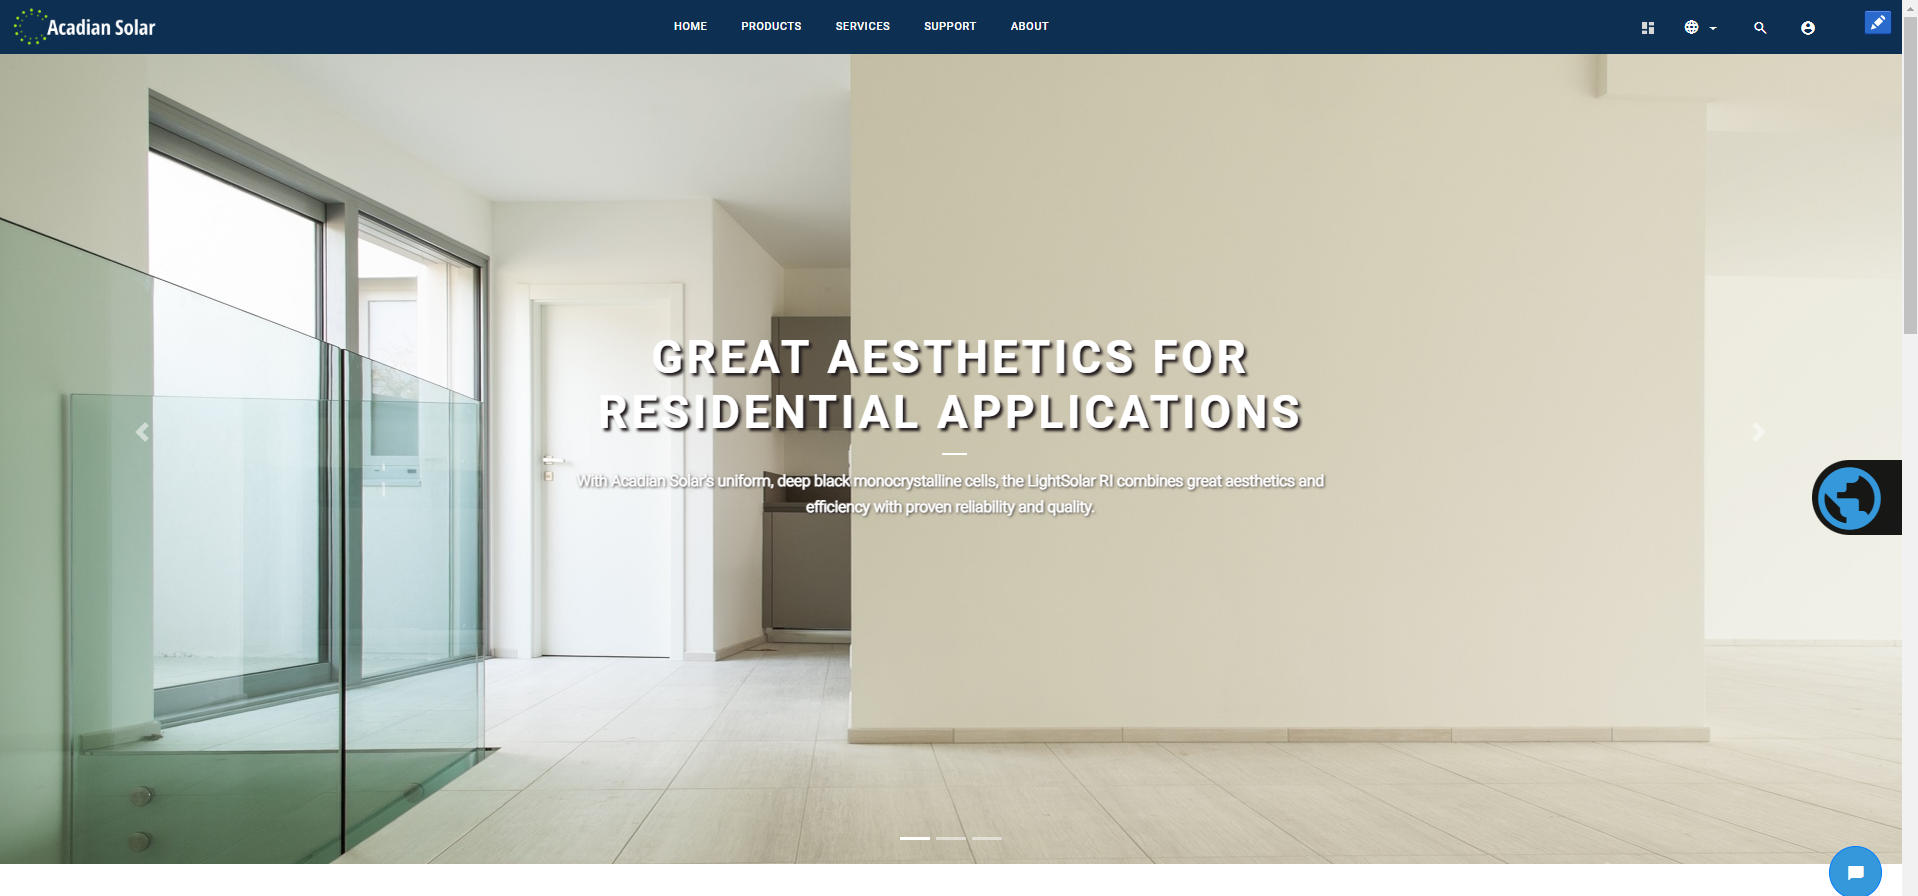 Acadian Solar
HOME PRODUCTS SERVICES SUPPORT ABOUT
GREAT AESTHETICS FOR
RESIDENTIAL APPLICATIONS
With Acadian Solar's uniform, deep black monocrystalline cells, the LightSolar RI combines great aesthetics and
efficiency with proven reliability and quality.